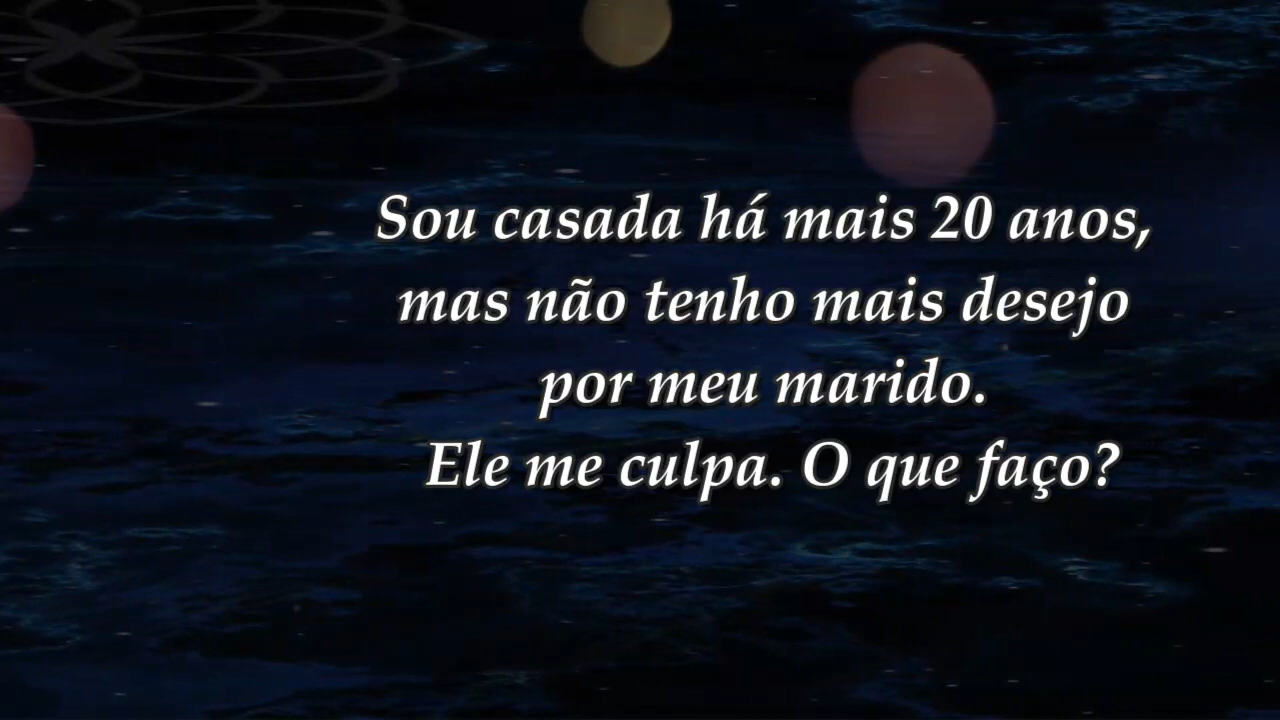 Sou casada há mais 20 anos,
mas não tenho mais desejo
por meu marido.
Ele me culpa. O que faço?